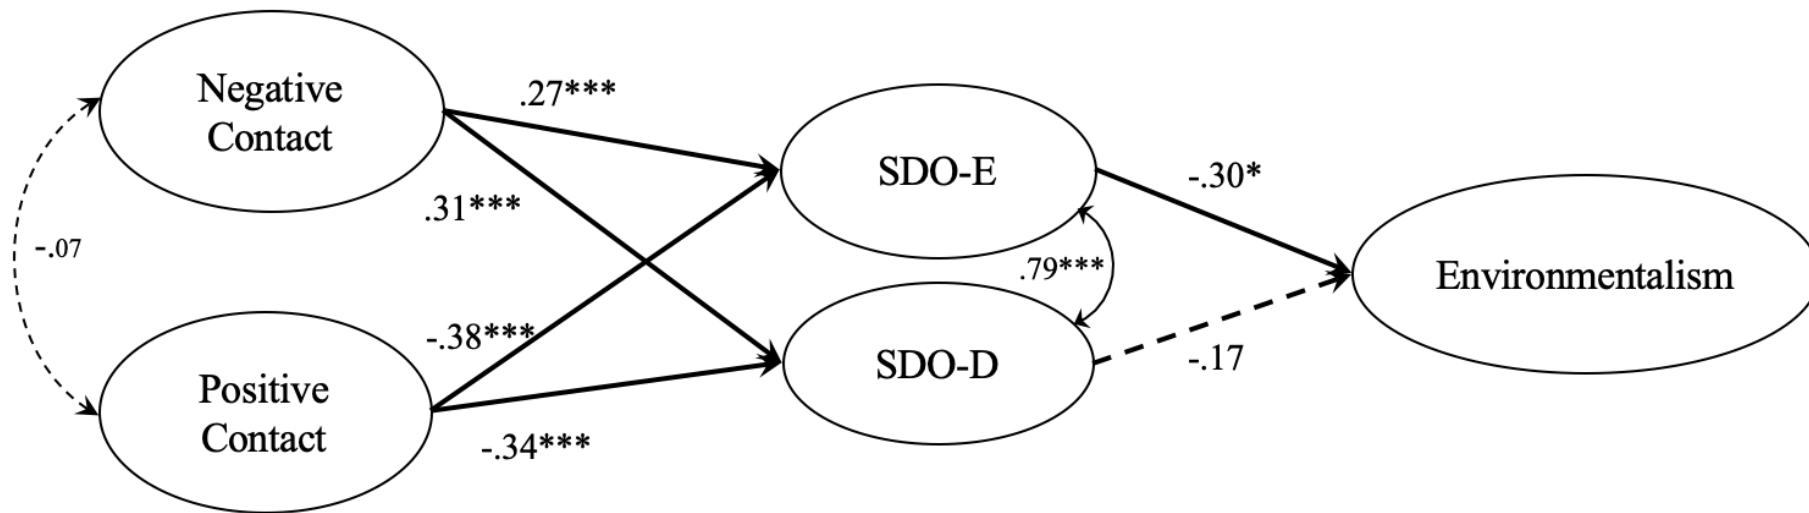 Negative
Contact
.27***
.31***
-.07
-.38***
Positive
Contact
-.34***
SDO-E
.79***
SDO-D
-.30*
-.17
Environmentalism